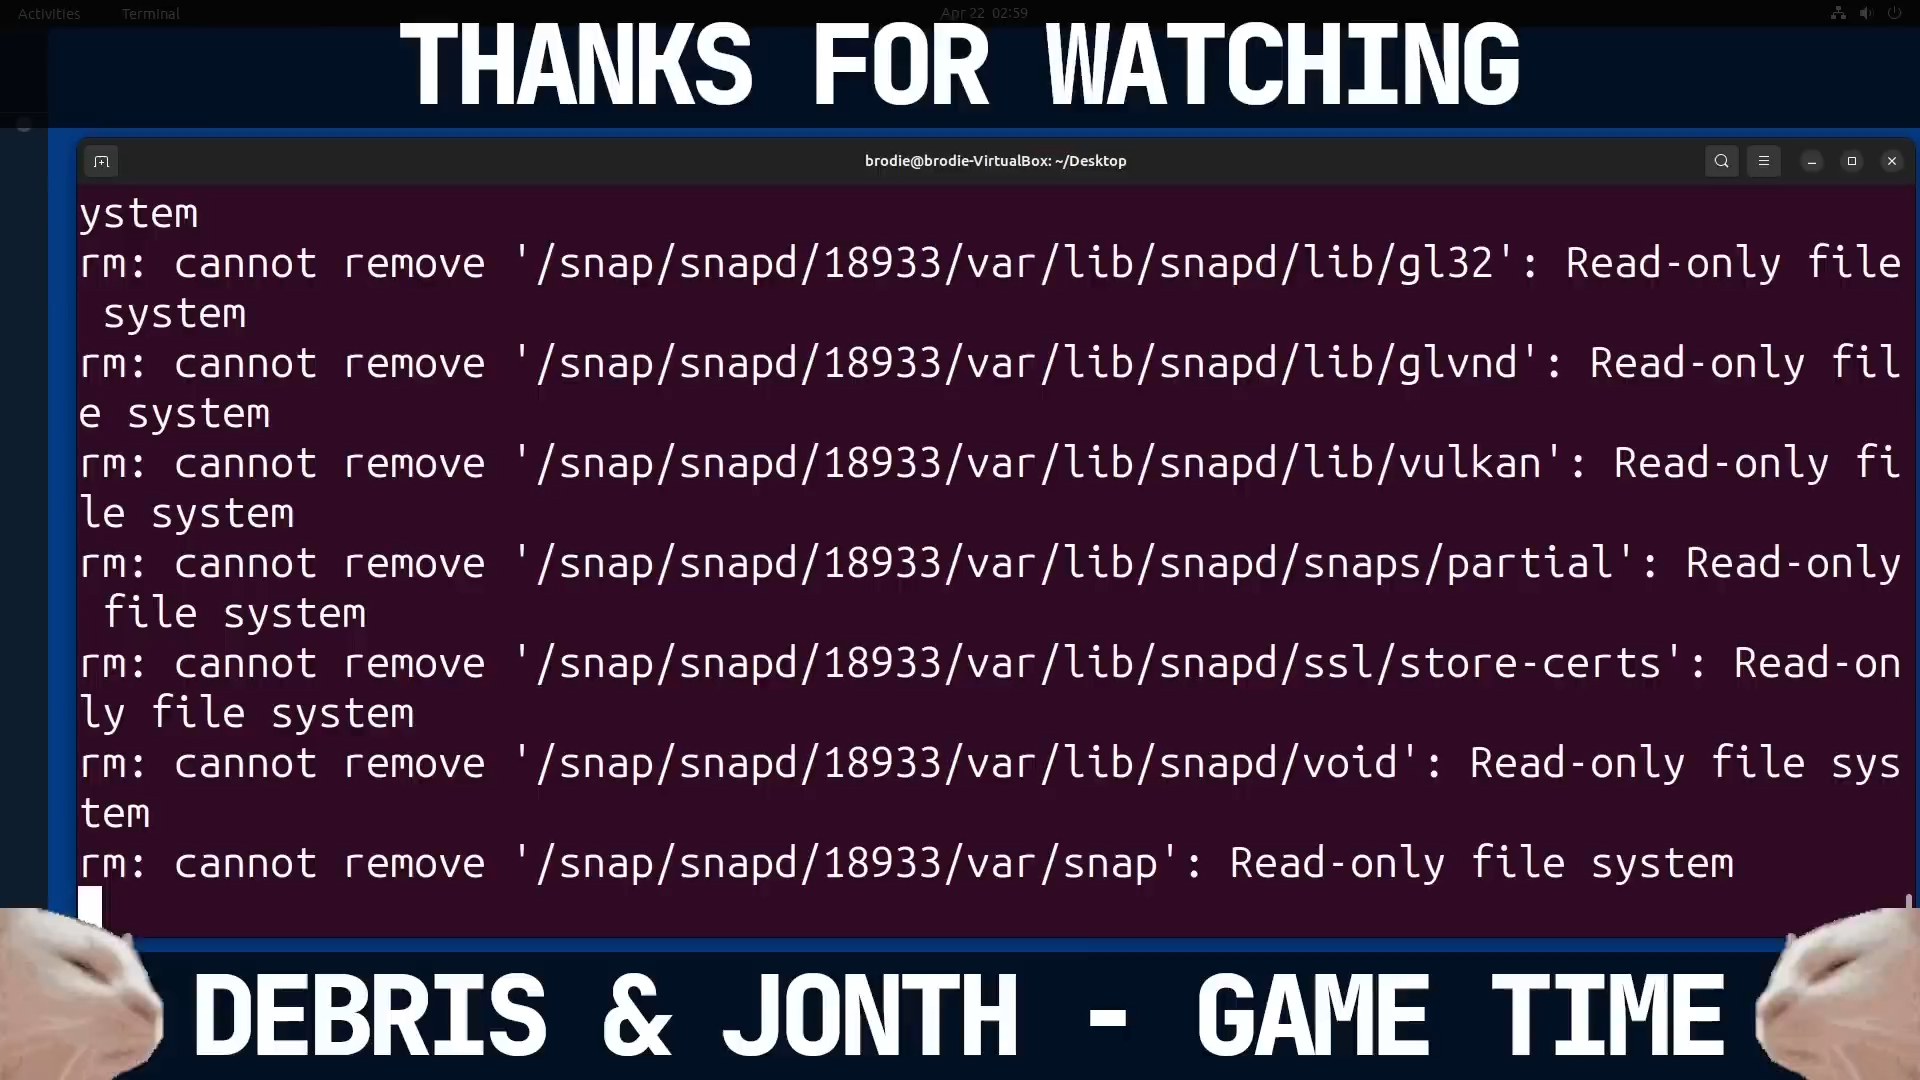 Activities Terminal Apr 22 02:59
THANKS FOR WATCHING
brodie@brodie-VirtualBox: ~/Desktop
ystem
rm: cannot remove '/snap/snapd/18933/var/lib/snapd/lib/gl32': Read-only file
 system
rm: cannot remove '/snap/snapd/18933/var/lib/snapd/lib/glvnd': Read-only fil
e system
rm: cannot remove '/snap/snapd/18933/var/lib/snapd/lib/vulkan': Read-only fi
le system
rm: cannot remove '/snap/snapd/18933/var/lib/snapd/snaps/partial': Read-only
 file system
rm: cannot remove '/snap/snapd/18933/var/lib/snapd/ssl/store-certs': Read-on
ly file system
rm: cannot remove '/snap/snapd/18933/var/lib/snapd/void': Read-only file sys
tem
rm: cannot remove '/snap/snapd/18933/var/snap': Read-only file system
DEBRIS & JONTH - GAME TIME